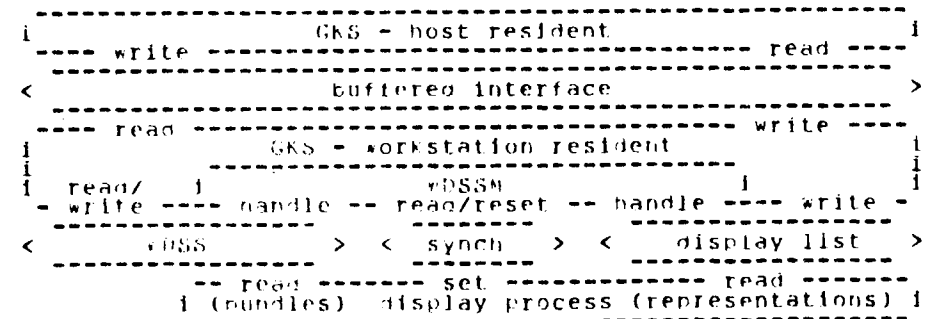 GKS - host resident
write read
buffered interface
read write
GKS - workstation resident
read/ WDSSM
write handle read/reset handle write
WDSS synch display list
read set read
(bundles) display process (representations)